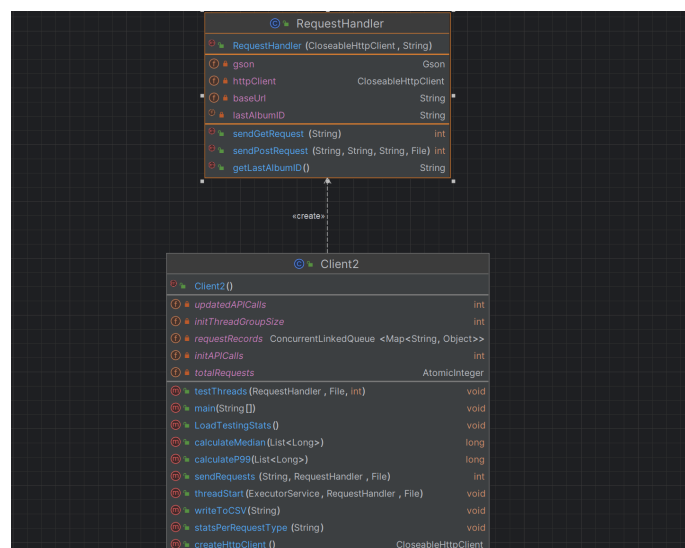 RequestHandler
RequestHandler (CloseableHttpClient , String)
gson Gson
httpClient CloseableHttpClient
baseUrl String
lastAlbumID String
sendGetRequest (String) int
sendPostRequest (String, String, String, File) int
getLastAlbumID() String
«create»
Client2
Client2()
updatedAPICalls int
initThreadGroupSize int
requestRecords ConcurrentLinkedQueue <Map<String, Object>>
initAPICalls int
totalRequests AtomicInteger
testThreads (RequestHandler , File, int) void
main(String[]) void
LoadTestingStats() void
calculateMedian(List<Long>) long
calculateP99(List<Long>) long
sendRequests (String, RequestHandler , File) int
threadStart (ExecutorService , RequestHandler , File) void
writeToCSV(String) void
statsPerRequestType (String) void
createHttpClient () CloseableHttpClient